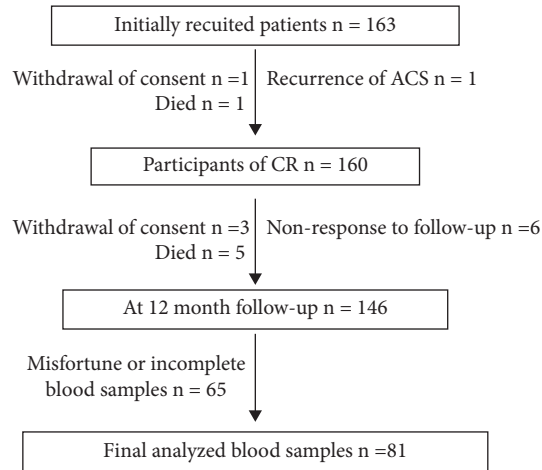 Initially recuited patients n = 163
Withdrawal of consent n =1
Died n = 1
Recurrence of ACS n = 1
Participants of CR n = 160
Withdrawal of consent n =3
Died n = 5
Non-response to follow-up n =6
At 12 month follow-up n = 146
Misfortune or incomplete
blood samples n = 65
Final analyzed blood samples n =81